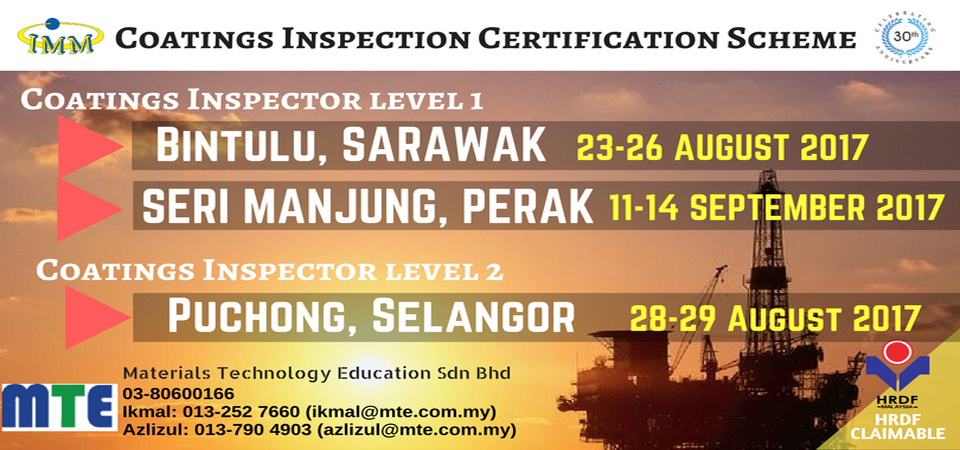 IMM
COATINGS INSPECTION CERTIFICATION SCHEME
CELEBRATING
30th
ANNIVERSARY
COATINGS INSPECTOR LEVEL 1
BINTULU, SARAWAK 23-26 AUGUST 2017
SERI MANJUNG, PERAK 11-14 SEPTEMBER 2017
COATINGS INSPECTOR LEVEL 2
PUCHONG, SELANGOR 28-29 AUGUST 2017
MTE
Materials Technology Education Sdn Bhd
03-80600166
Ikmal: 013-252 7660 (ikmal@mte.com.my)
Azlizul: 013-790 4903 (azlizul@mte.com.my)
HRDF
MALAYSIA
HRDF
CLAIMABLE